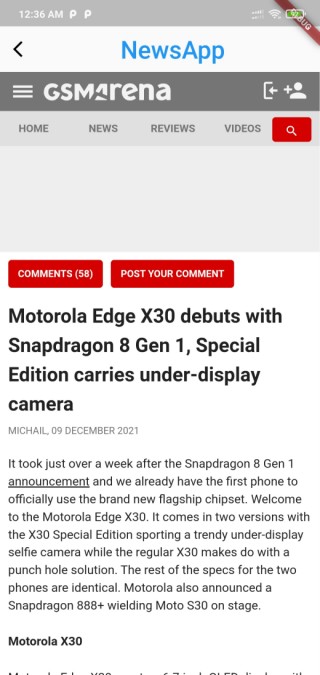 12:36 AM
NewsApp
GSMarena
HOME NEWS REVIEWS VIDEOS
COMMENTS (58) POST YOUR COMMENT
Motorola Edge X30 debuts with
Snapdragon 8 Gen 1, Special
Edition carries under-display
camera
MICHAIL, 09 DECEMBER 2021
It took just over a week after the Snapdragon 8 Gen 1
announcement and we already have the first phone to
officially use the brand new flagship chipset. Welcome
to the Motorola Edge X30. It comes in two versions with
the X30 Special Edition sporting a trendy under-display
selfie camera while the regular X30 makes do with a
punch hole solution. The rest of the specs for the two
phones are identical. Motorola also announced a
Snapdragon 888+ wielding Moto S30 on stage.
Motorola X30